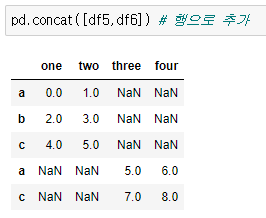 pd.concat([df5,df6]) # 행으로 추가
one two three four
a 0.0 1.0 NaN NaN
b 2.0 3.0 NaN NaN
c 4.0 5.0 NaN NaN
a NaN NaN 5.0 6.0
c NaN NaN 7.0 8.0